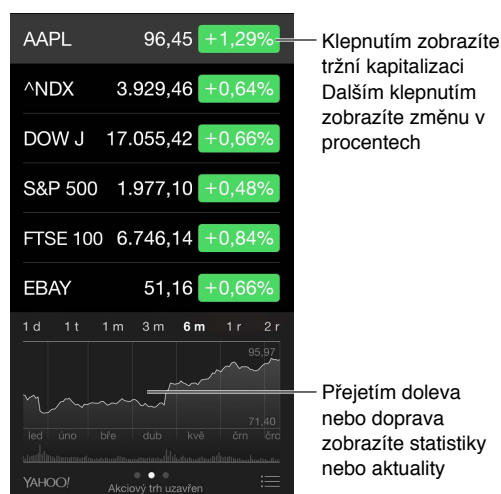 AAPL 96,45 +1,29%
^NDX 3.929,46 +0,64%
DOW J 17.055,42 +0,66%
S&P 500 1.977,10 +0,48%
FTSE 100 6.746,14 +0,84%
EBAY 51,16 +0,66%
1 d 1 t 1 m 3 m 6 m 1 r 2 r
95,97
71,40
led úno bře dub kvě črn črc
YAHOO!
Akciový trh uzavřen
Klepnutím zobrazíte
tržní kapitalizaci
Dalším klepnutím
zobrazíte změnu v
procentech
Přejetím doleva
nebo doprava
zobrazíte statistiky
nebo aktuality